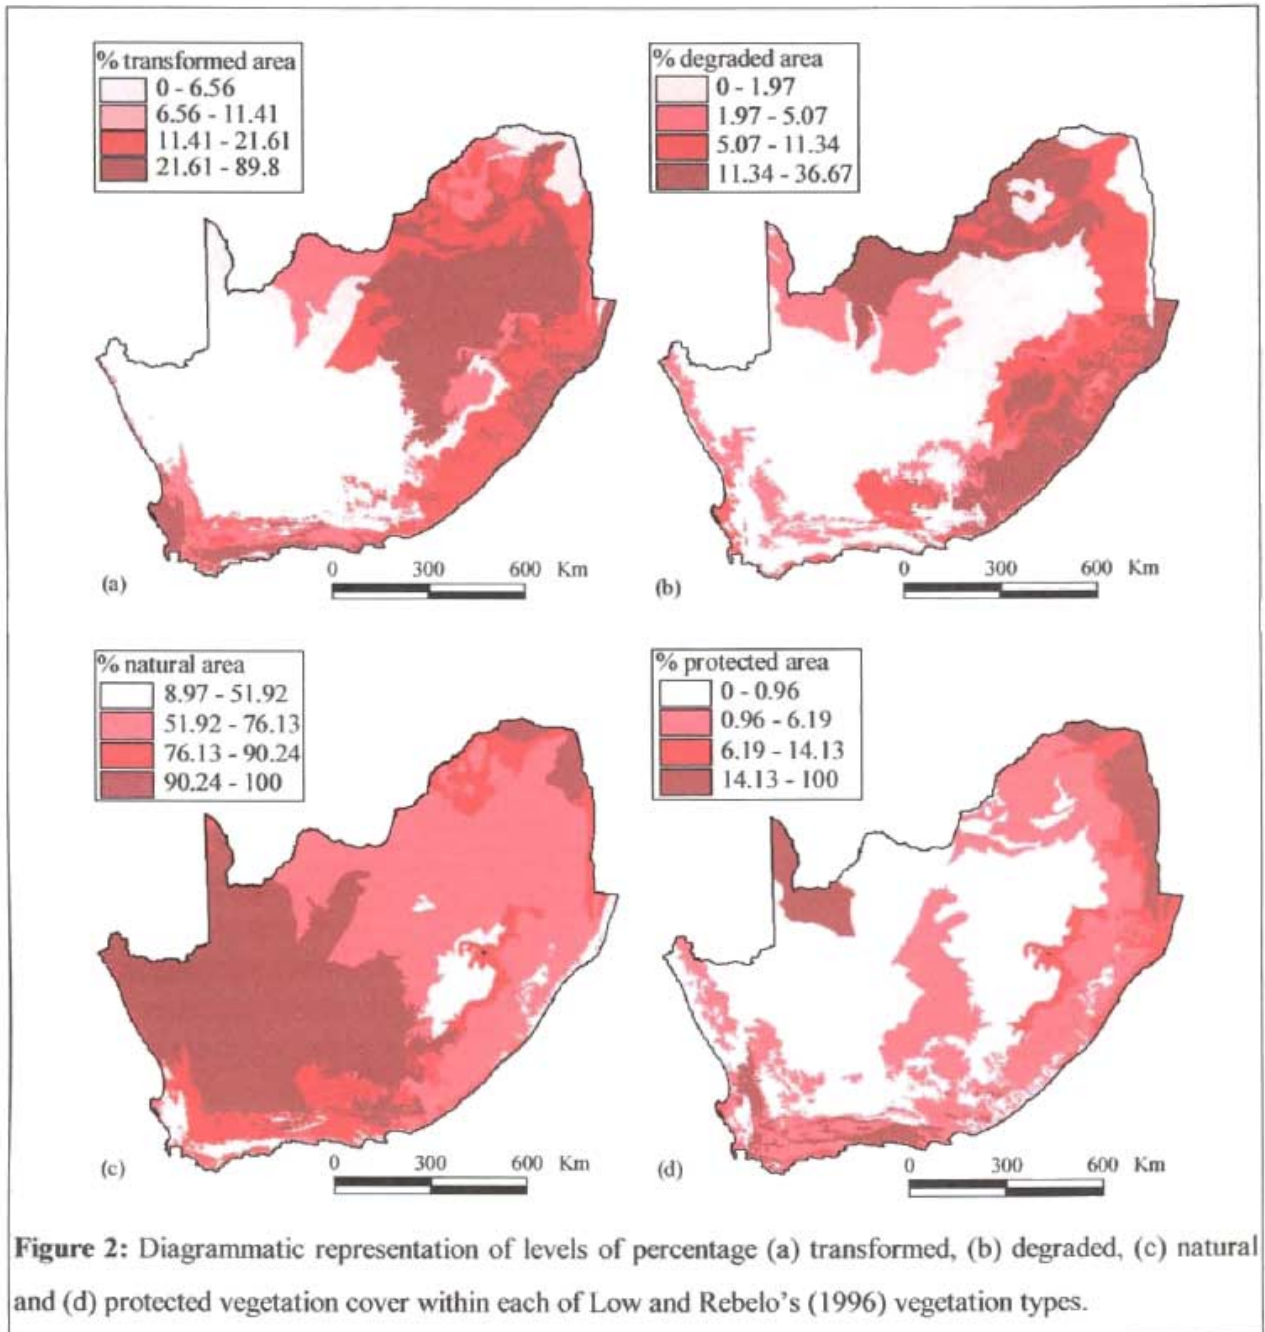 % transformed area
0 - 6.56
6.56 - 11.41
11.41 - 21.61
21.61 - 89.8
% degraded area
0 - 1.97
1.97 - 5.07
5.07 - 11.34
11.34 - 36.67
(a)
0 300 600 Km
(b)
0 300 600 Km
% natural area
8.97 - 51.92
51.92 - 76.13
76.13 - 90.24
90.24 - 100
% protected area
0 - 0.96
0.96 - 6.19
6.19 - 14.13
14.13 - 100
(c)
0 300 600 Km
(d)
0 300 600 Km
Figure 2: Diagrammatic representation of levels of percentage (a) transformed, (b) degraded, (c) natural
and (d) protected vegetation cover within each of Low and Rebelo's (1996) vegetation types.